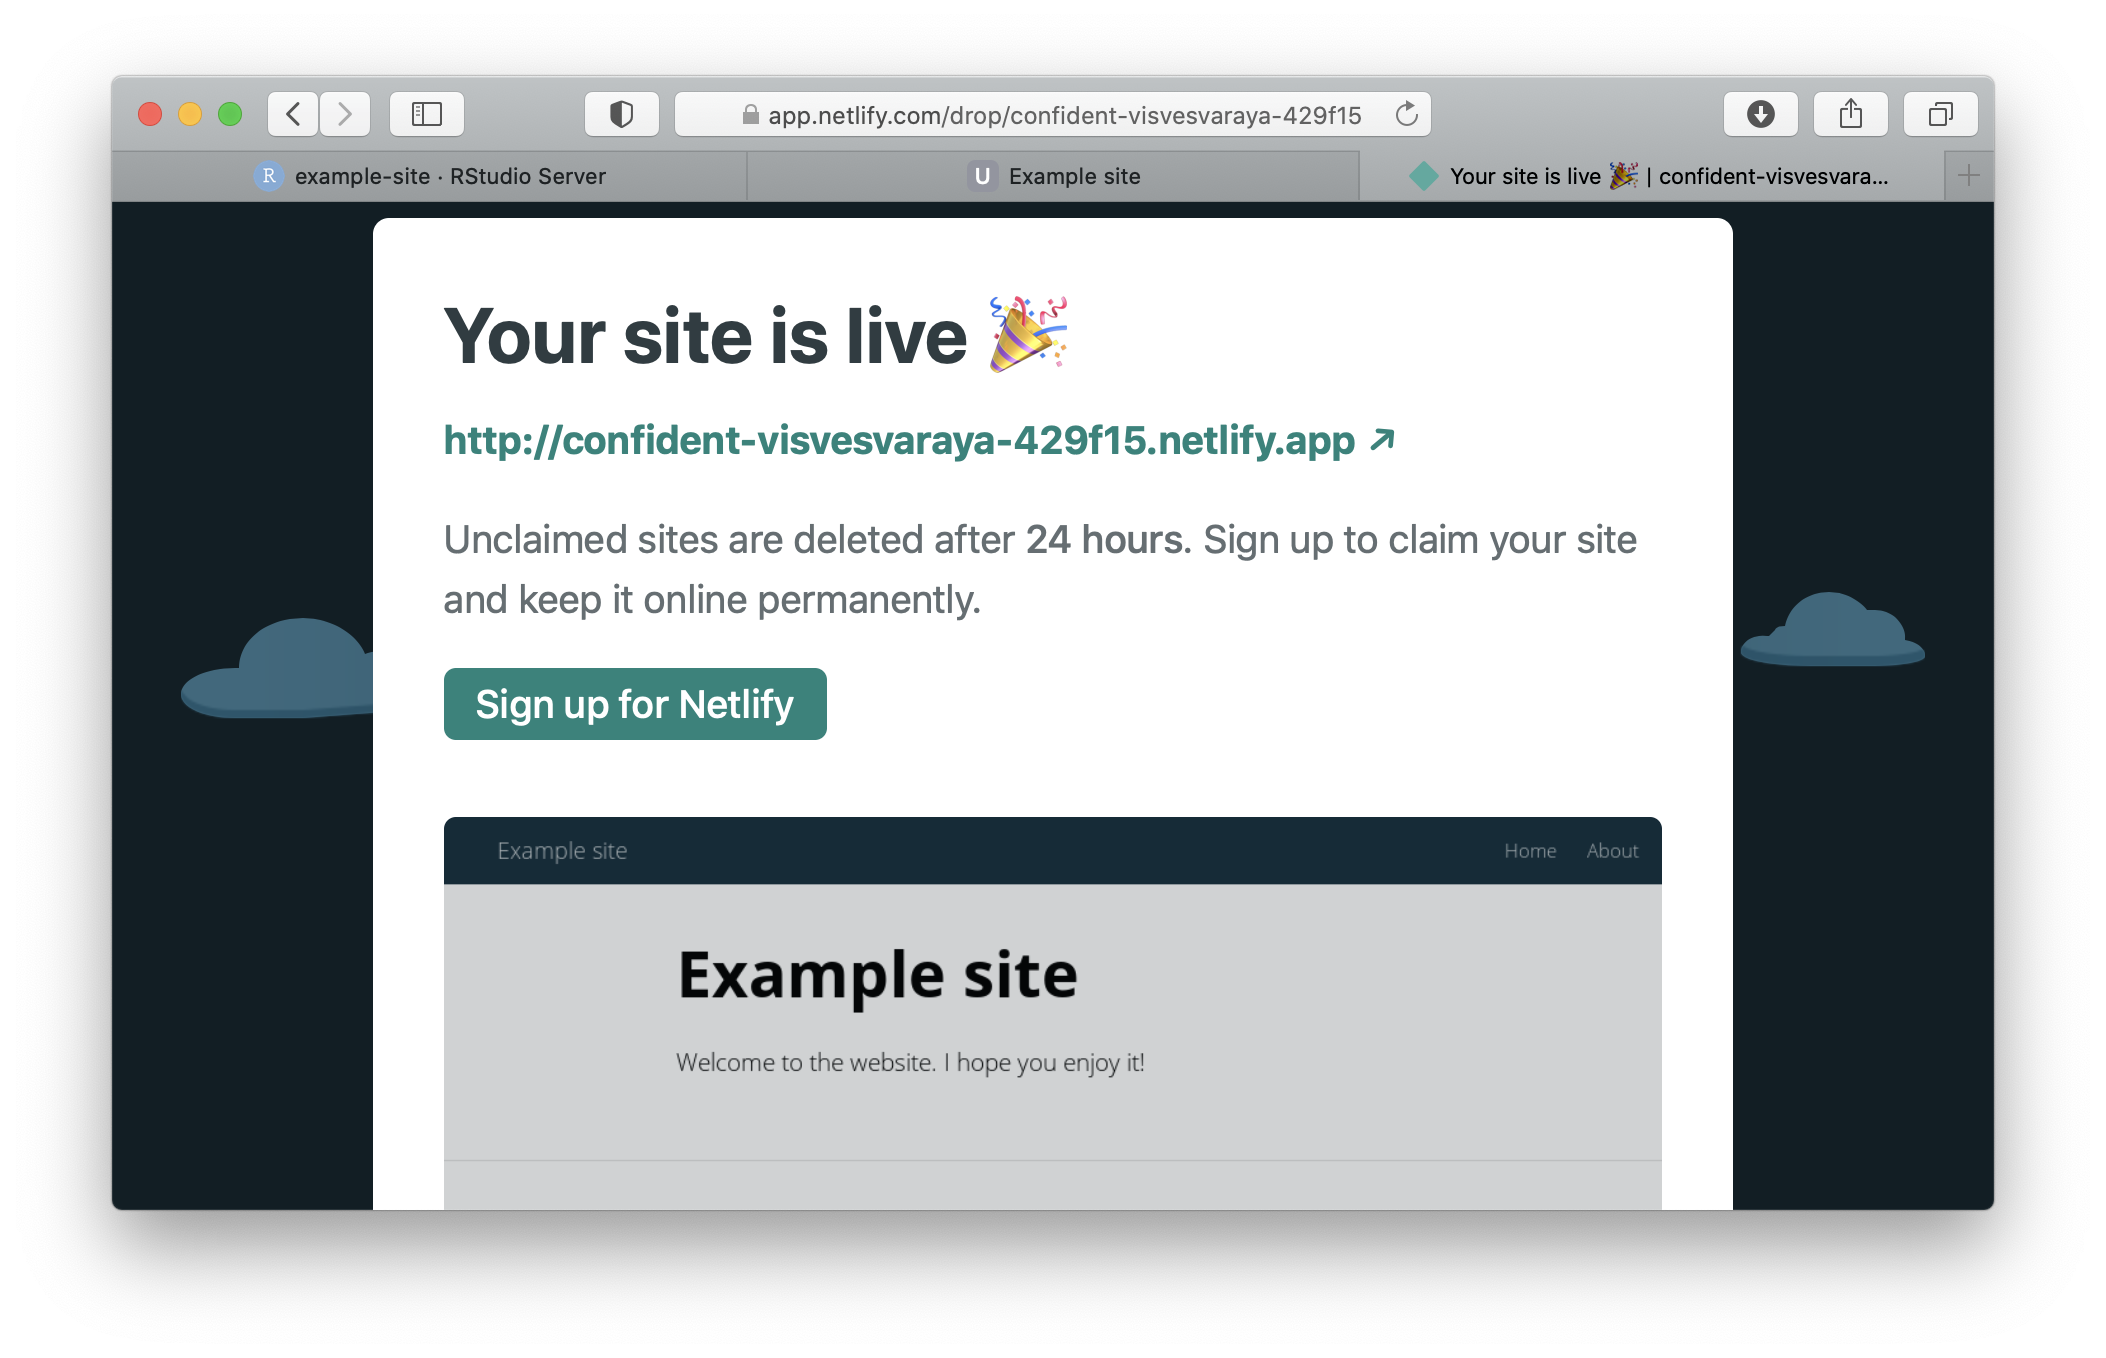 app.netlify.com/drop/confident-visvesvaraya-429f15
R example-site · RStudio Server
U Example site
Your site is live 🎉 | confident-visvesvara...
Your site is live 🎉
http://confident-visvesvaraya-429f15.netlify.app ↗
Unclaimed sites are deleted after 24 hours. Sign up to claim your site
and keep it online permanently.
Sign up for Netlify
Example site
Home About
Example site
Welcome to the website. I hope you enjoy it!